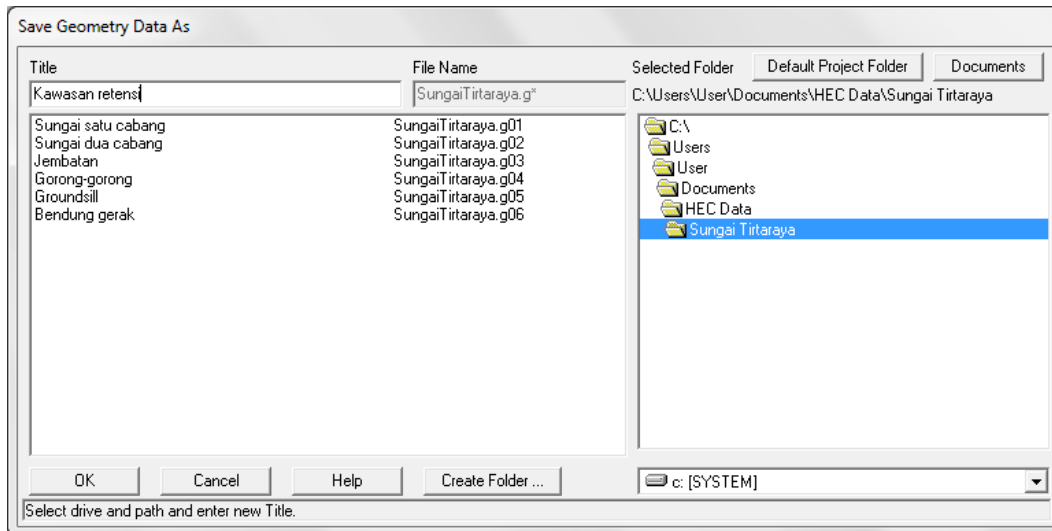 Save Geometry Data As
Title File Name Selected Folder Default Project Folder Documents
Kawasan retensi SungaiTirtaraya.g* C:\Users\User\Documents\HEC Data\Sungai Tirtaraya
Sungai satu cabang SungaiTirtaraya.g01
Sungai dua cabang SungaiTirtaraya.g02
Jembatan SungaiTirtaraya.g03
Gorong-gorong SungaiTirtaraya.g04
Groundsill SungaiTirtaraya.g05
Bendung gerak SungaiTirtaraya.g06
C:\
Users
User
Documents
HEC Data
Sungai Tirtaraya
OK Cancel Help Create Folder ... c: [SYSTEM]
Select drive and path and enter new Title.